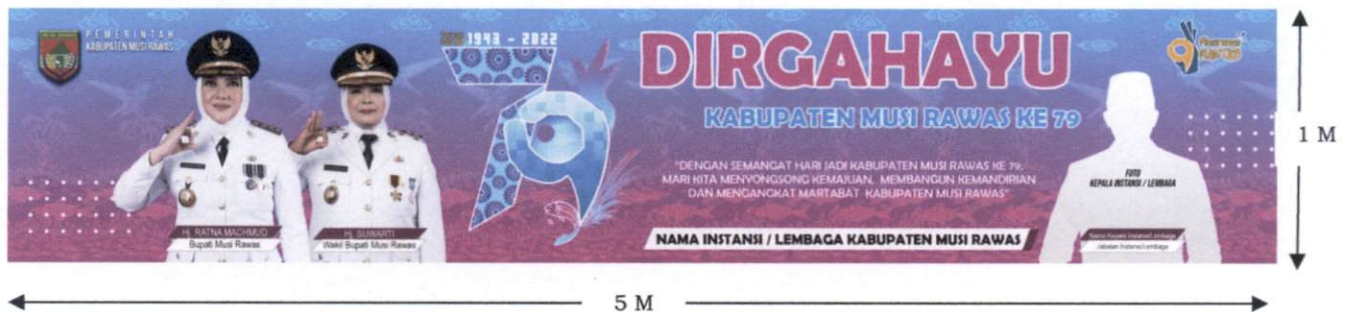 PEMERINTAH
KABUPATEN MUSI RAWAS
1943 - 2022
79
DIRGAHAYU
KABUPATEN MUSI RAWAS KE 79
"DENGAN SEMANGAT HARI JADI KABUPATEN MUSI RAWAS KE 79,
MARI KITA MENYONGSONG KEMAJUAN, MEMBANGUN KEMANDIRIAN
DAN MENGANGKAT MARTABAT KABUPATEN MUSI RAWAS"
NAMA INSTANSI / LEMBAGA KABUPATEN MUSI RAWAS
Hj. RATNA MACHMUD
Bupati Musi Rawas
Hj. SUWARTI
Wakil Bupati Musi Rawas
FOTO
KEPALA INSTANSI / LEMBAGA
Nama Kepala Instansi/Lembaga
Jabatan Instansi/Lembaga
1 M
5 M